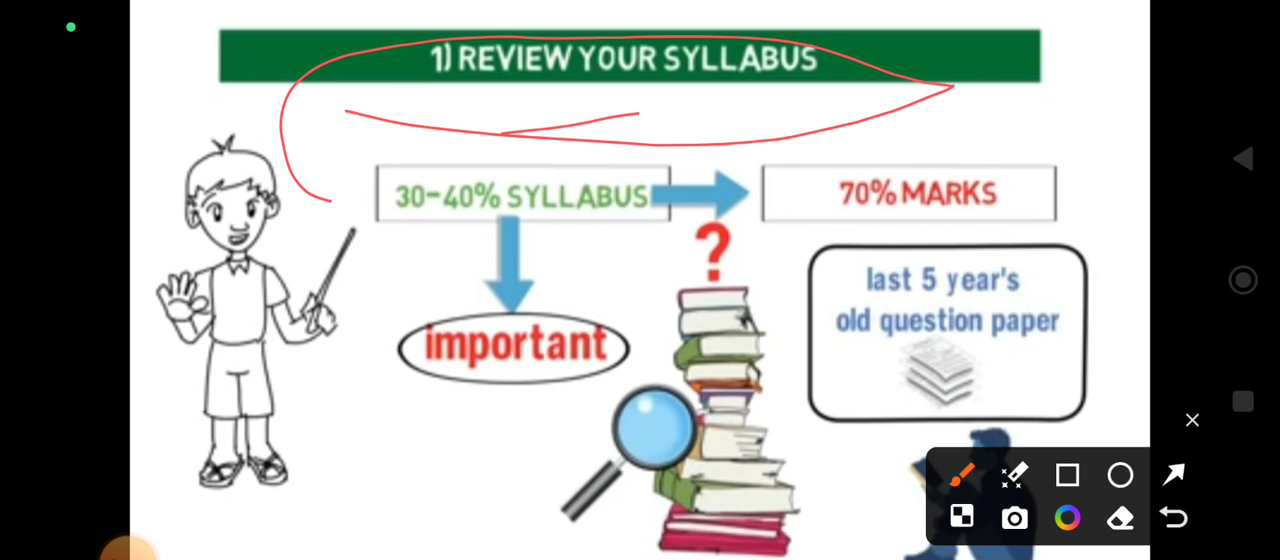 1) REVIEW YOUR SYLLABUS
30-40% SYLLABUS
70% MARKS
?
important
last 5 year's
old question paper